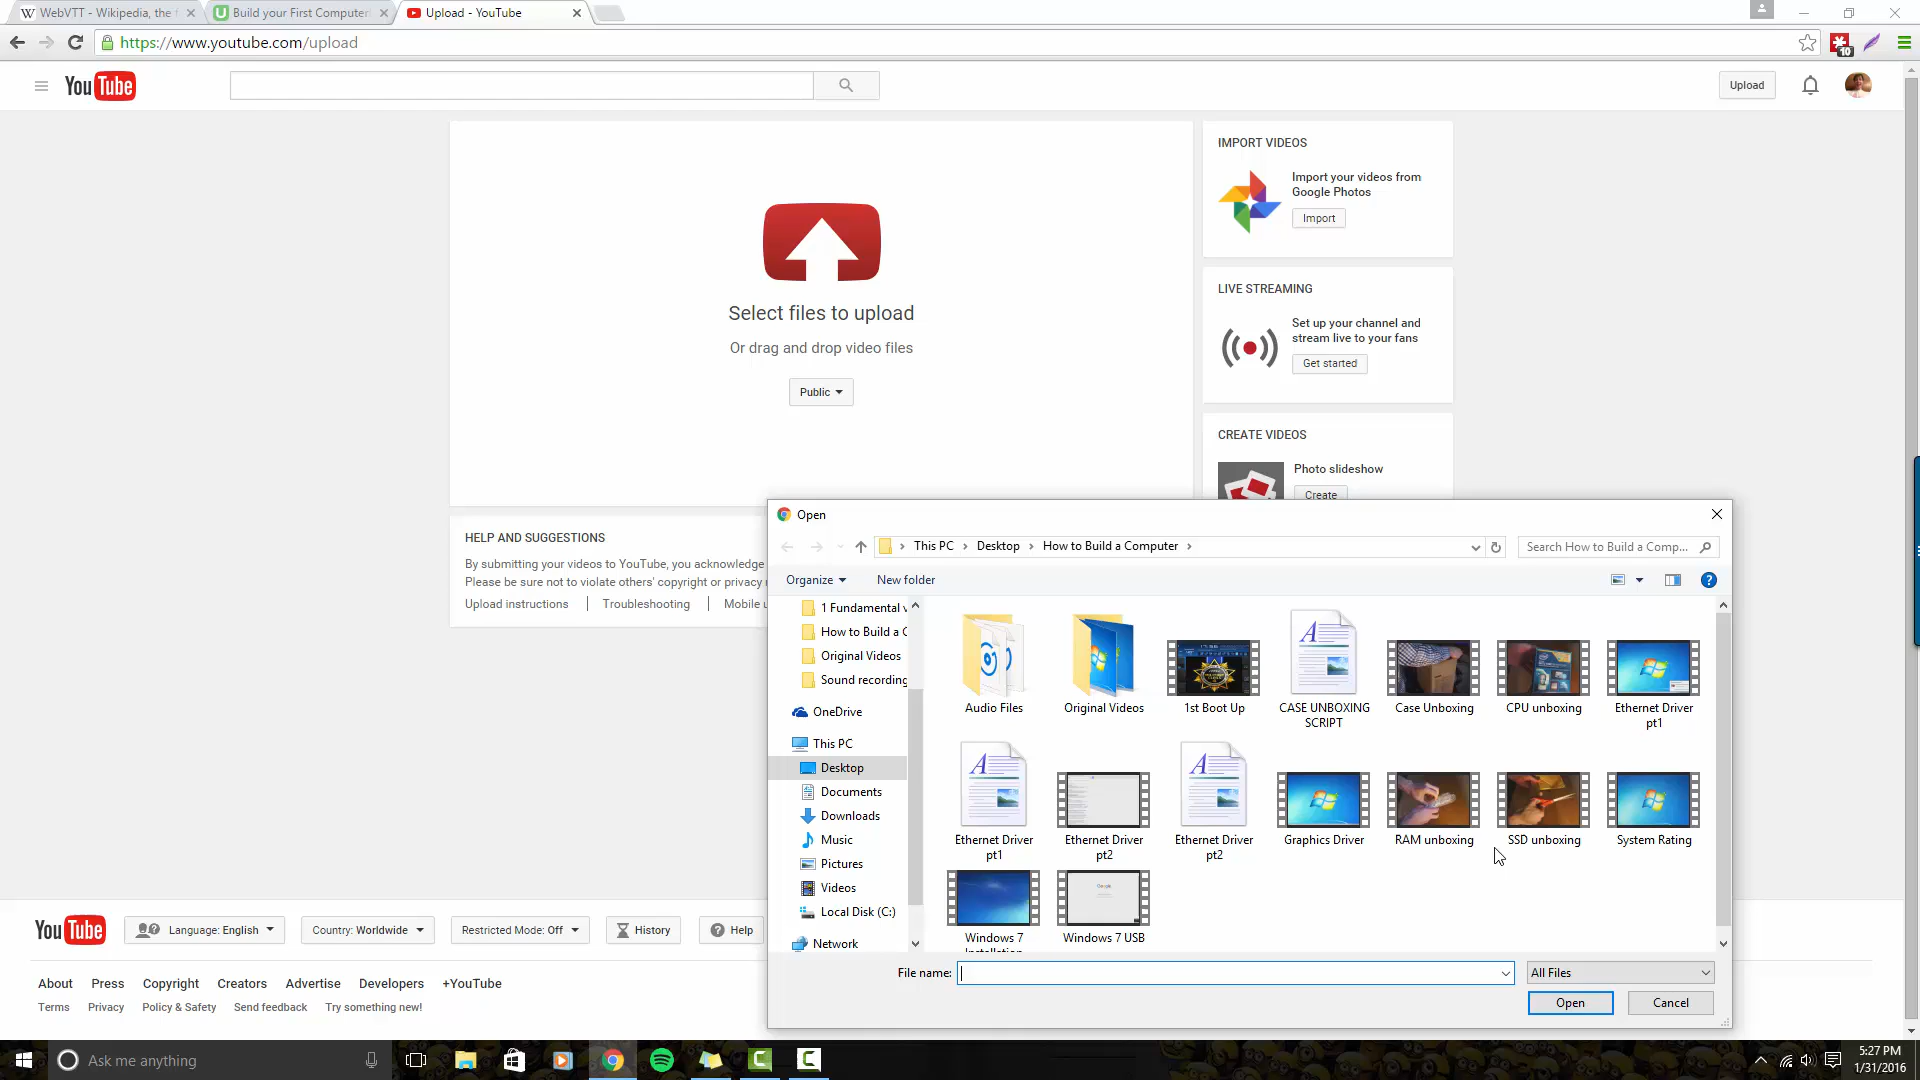 WebVTT - Wikipedia, the f
Build your First Computer
Upload - YouTube
https://www.youtube.com/upload
10
YouTube
Upload
Select files to upload
Or drag and drop video files
Public
IMPORT VIDEOS
Import your videos from
Google Photos
Import
LIVE STREAMING
Set up your channel and
stream live to your fans
Get started
CREATE VIDEOS
Photo slideshow
Create
HELP AND SUGGESTIONS
By submitting your videos to YouTube, you acknowledge
Please be sure not to violate others' copyright or privacy
Upload instructions
Troubleshooting
Mobile u
Open
This PC
Desktop
How to Build a Computer
Search How to Build a Comp...
Organize
New folder
1 Fundamental v
How to Build a C
Original Videos
Sound recording
OneDrive
This PC
Desktop
Documents
Downloads
Music
Pictures
Videos
Local Disk (C:)
Network
Audio Files
Original Videos
1st Boot Up
CASE UNBOXING
SCRIPT
Case Unboxing
CPU unboxing
Ethernet Driver
pt1
Ethernet Driver
pt1
Ethernet Driver
pt2
Ethernet Driver
pt2
Graphics Driver
RAM unboxing
SSD unboxing
System Rating
Windows 7
Installation
Windows 7 USB
File name:
All Files
Open
Cancel
YouTube
Language: English
Country: Worldwide
Restricted Mode: Off
History
Help
About
Press
Copyright
Creators
Advertise
Developers
+YouTube
Terms
Privacy
Policy & Safety
Send feedback
Try something new!
Ask me anything
5:27 PM
1/31/2016